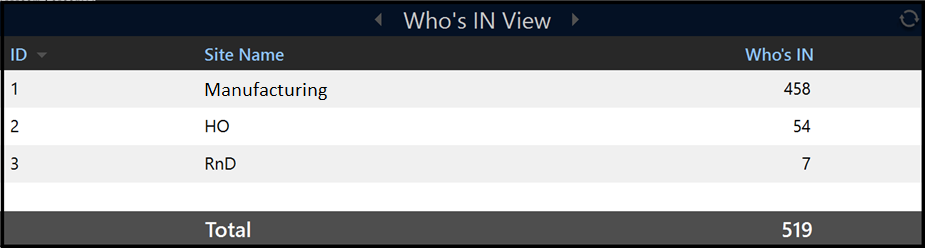 Who's IN View
ID Site Name Who's IN
1 Manufacturing 458
2 HO 54
3 RnD 7
Total 519